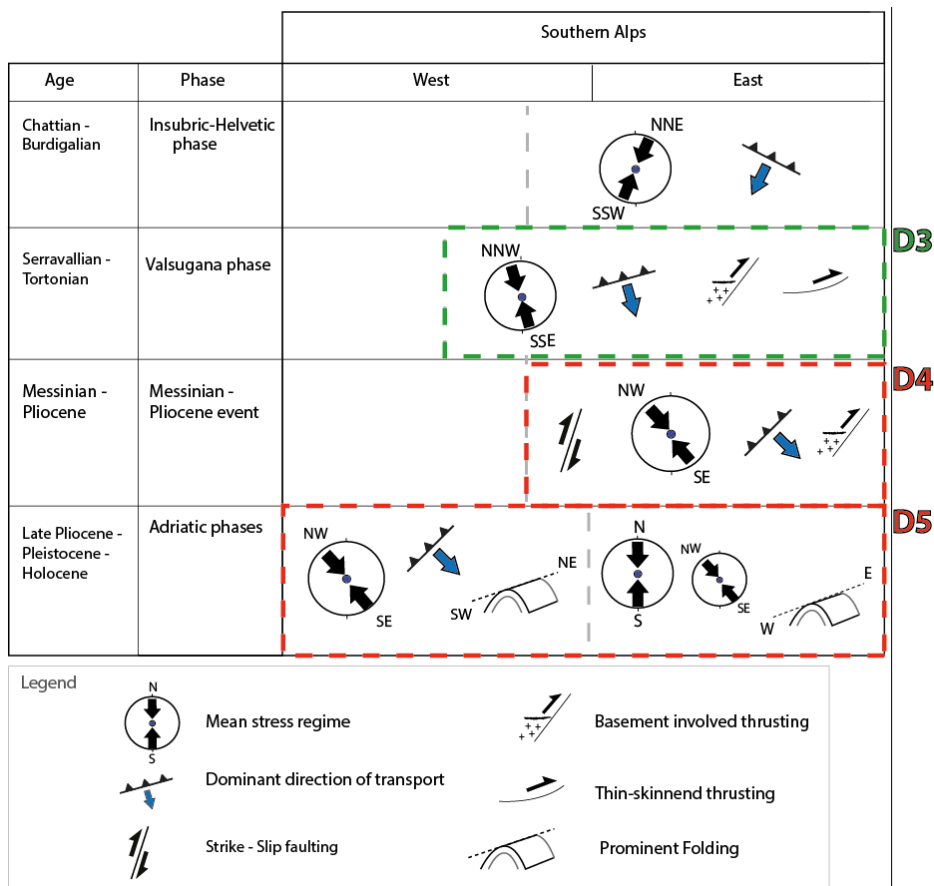 Southern Alps
Age
Phase
West
East
Chattian -
Burdigalian
Insubric-Helvetic
phase
NNE
SSW
D3
Serravallian -
Tortonian
Valsugana phase
NNW
SSE
D4
Messinian -
Pliocene
Messinian -
Pliocene event
NW
SE
D5
Late Pliocene -
Pleistocene -
Holocene
Adriatic phases
NW
SE
SW
NE
N
S
NW
SE
W
E
Legend
N
S
Mean stress regime
Basement involved thrusting
Dominant direction of transport
Thin-skinnend thrusting
Strike - Slip faulting
Prominent Folding